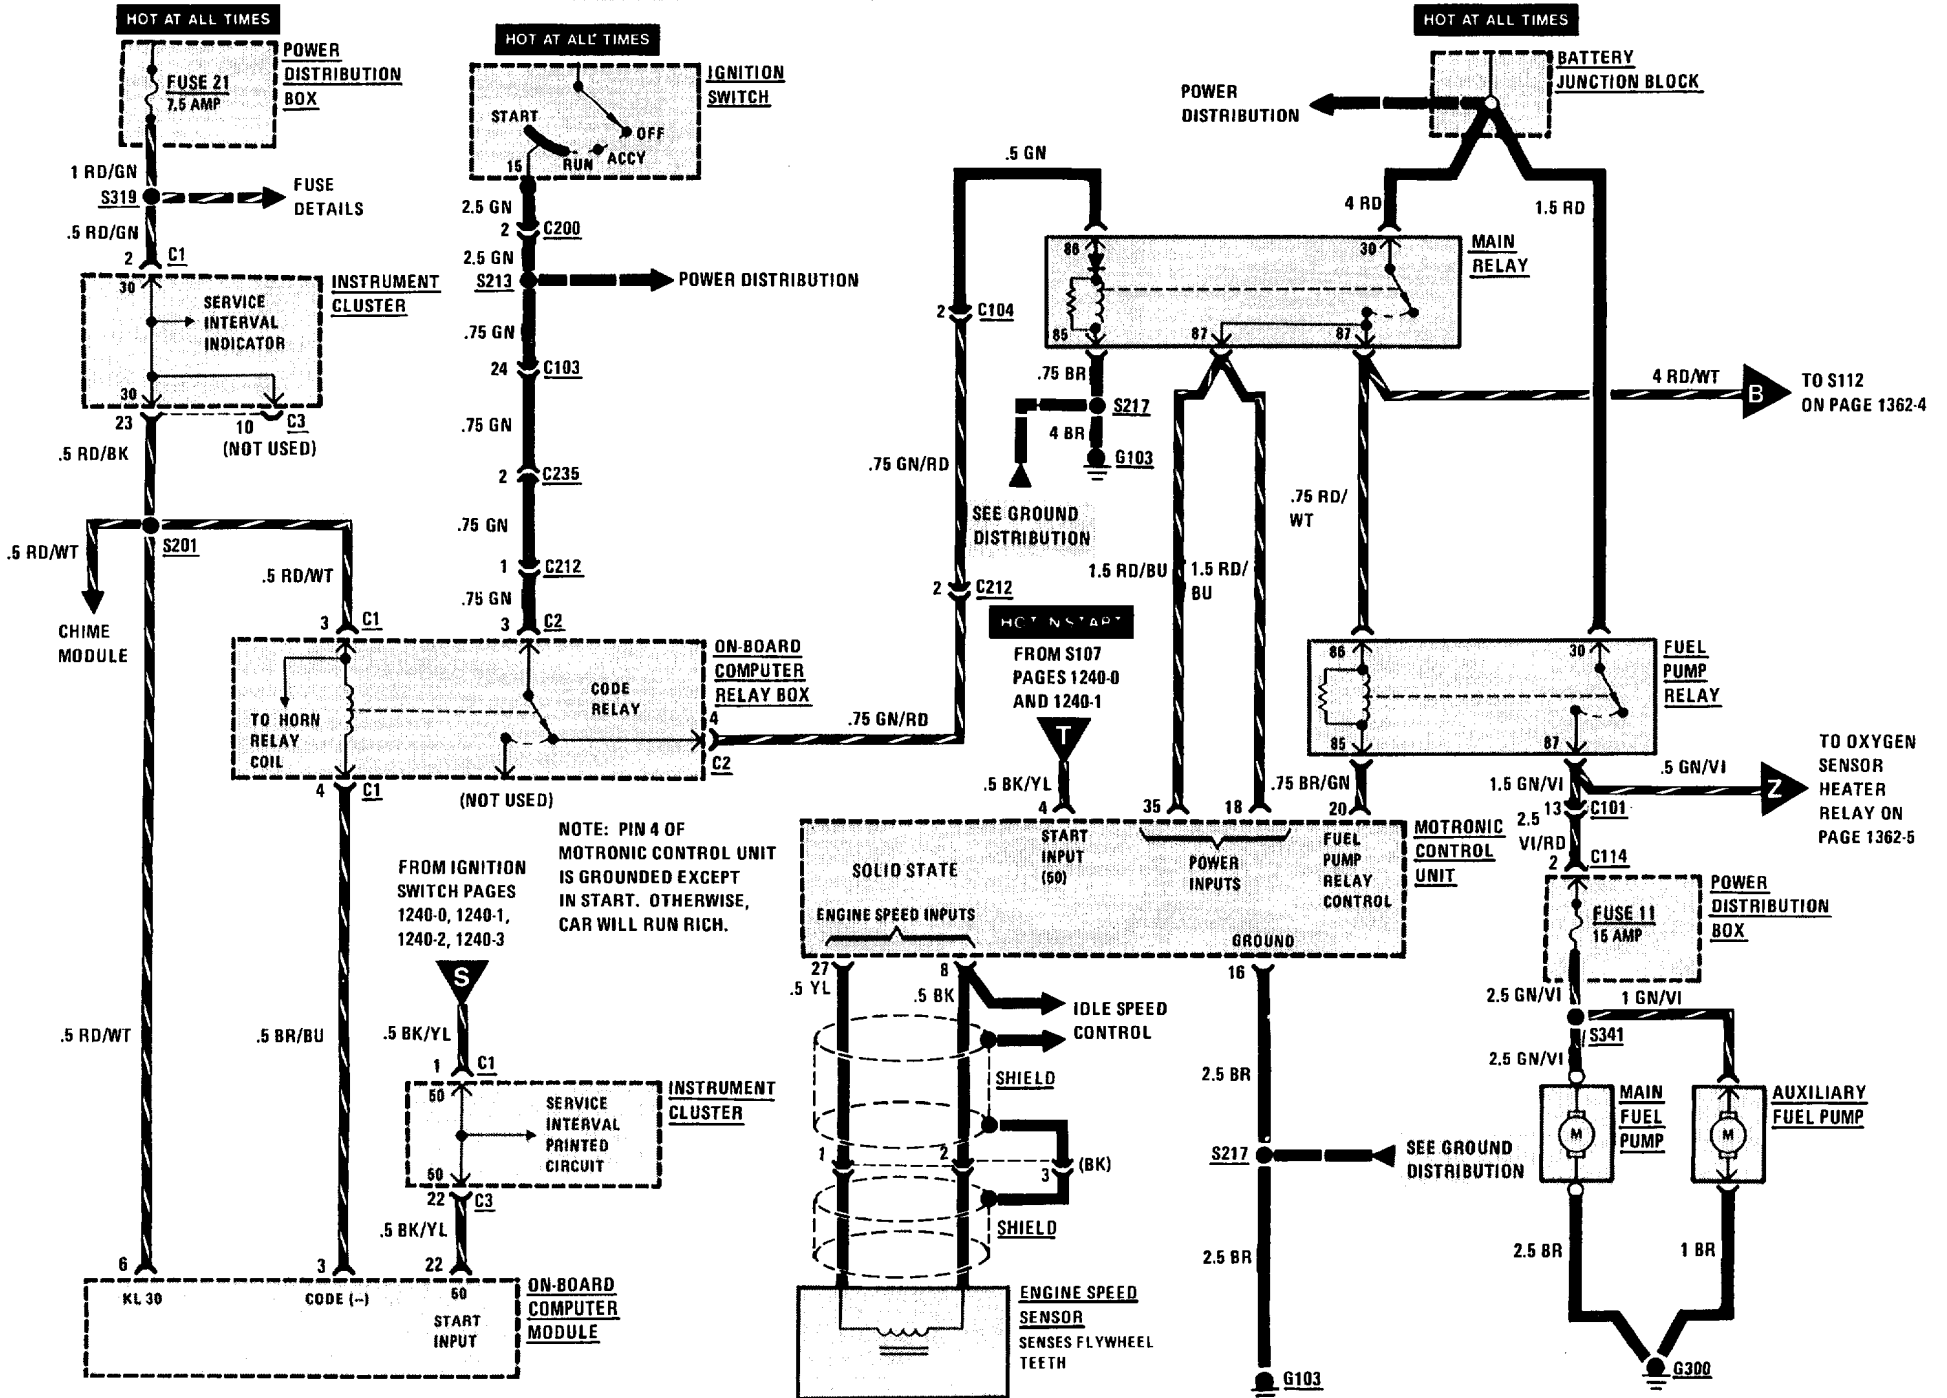 HOT AT ALL TIMES
POWER
DISTRIBUTION
BOX
FUSE 21
7.5 AMP
1 RD/GN
S319
FUSE
DETAILS
.5 RD/GN
2
C1
30
SERVICE
INTERVAL
INDICATOR
INSTRUMENT
CLUSTER
30
23
10
C3
(NOT USED)
.5 RD/BK
.5 RD/WT
S201
.5 RD/WT
CHIME
MODULE
3
C1
HOT AT ALL TIMES
IGNITION
SWITCH
START
OFF
ACCY
RUN
15
2.5 GN
2
C200
2.5 GN
S213
POWER DISTRIBUTION
.75 GN
24
C103
.75 GN
2
C235
.75 GN
1
C212
.75 GN
3
C2
ON-BOARD
COMPUTER
RELAY BOX
CODE
RELAY
TO HORN
RELAY
COIL
4
C2
4
C1
(NOT USED)
NOTE: PIN 4 OF
MOTRONIC CONTROL UNIT
IS GROUNDED EXCEPT
IN START. OTHERWISE,
CAR WILL RUN RICH.
FROM IGNITION
SWITCH PAGES
1240-0, 1240-1,
1240-2, 1240-3
S
.5 RD/WT
.5 BR/BU
.5 BK/YL
1
C1
50
SERVICE
INTERVAL
PRINTED
CIRCUIT
INSTRUMENT
CLUSTER
50
22
C3
.5 BK/YL
6
3
22
KL 30
CODE (–)
50
START
INPUT
ON-BOARD
COMPUTER
MODULE
HOT AT ALL TIMES
BATTERY
JUNCTION BLOCK
POWER
DISTRIBUTION
.5 GN
4 RD
1.5 RD
86
30
MAIN
RELAY
85
87
87
2
C104
.75 BR
S217
4 BR
G103
SEE GROUND
DISTRIBUTION
.75 GN/RD
2
C212
.75 GN/RD
4 RD/WT
B
TO S112
ON PAGE 1362-4
.75 RD/
WT
1.5 RD/BU
1.5 RD/
BU
HOT IN START
FROM S107
PAGES 1240-0
AND 1240-1
T
.5 BK/YL
4
35
18
.75 BR/GN
20
86
30
FUEL
PUMP
RELAY
85
87
1.5 GN/VI
.5 GN/VI
Z
TO OXYGEN
SENSOR
HEATER
RELAY ON
PAGE 1362-5
13
C101
2.5
VI/RD
2
C114
START
INPUT
(50)
POWER
INPUTS
FUEL
PUMP
RELAY
CONTROL
MOTRONIC
CONTROL
UNIT
SOLID STATE
ENGINE SPEED INPUTS
GROUND
27
8
16
.5 YL
.5 BK
IDLE SPEED
CONTROL
SHIELD
1
2
3
(BK)
SHIELD
ENGINE SPEED
SENSOR
SENSES FLYWHEEL
TEETH
2.5 BR
S217
SEE GROUND
DISTRIBUTION
2.5 BR
G103
FUSE 11
15 AMP
POWER
DISTRIBUTION
BOX
2.5 GN/VI
1 GN/VI
S341
2.5 GN/VI
M
MAIN
FUEL
PUMP
M
AUXILIARY
FUEL PUMP
2.5 BR
1 BR
G300